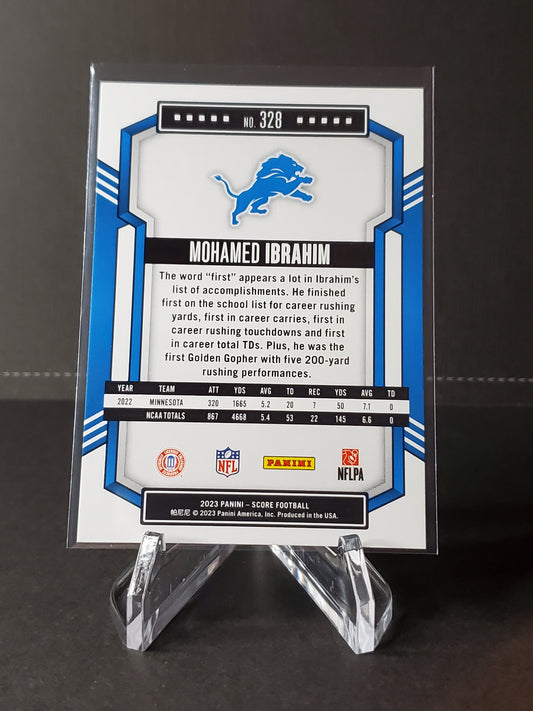 NO. 328
MOHAMED IBRAHIM
The word "first" appears a lot in Ibrahim's
list of accomplishments. He finished
first on the school list for career rushing
yards, first in career carries, first in
career rushing touchdowns and first
in career total TDs. Plus, he was the
first Golden Gopher with five 200-yard
rushing performances.
YEAR TEAM ATT YDS AVG TD REC YDS AVG TD
2022 MINNESOTA 320 1665 5.2 20 7 50 7.1 0
NCAA TOTALS 867 4668 5.4 53 22 145 6.6 0
NFL
PANINI
NFLPA
2023 PANINI – SCORE FOOTBALL
帕尼尼 © 2023 Panini America, Inc. Produced in the USA.